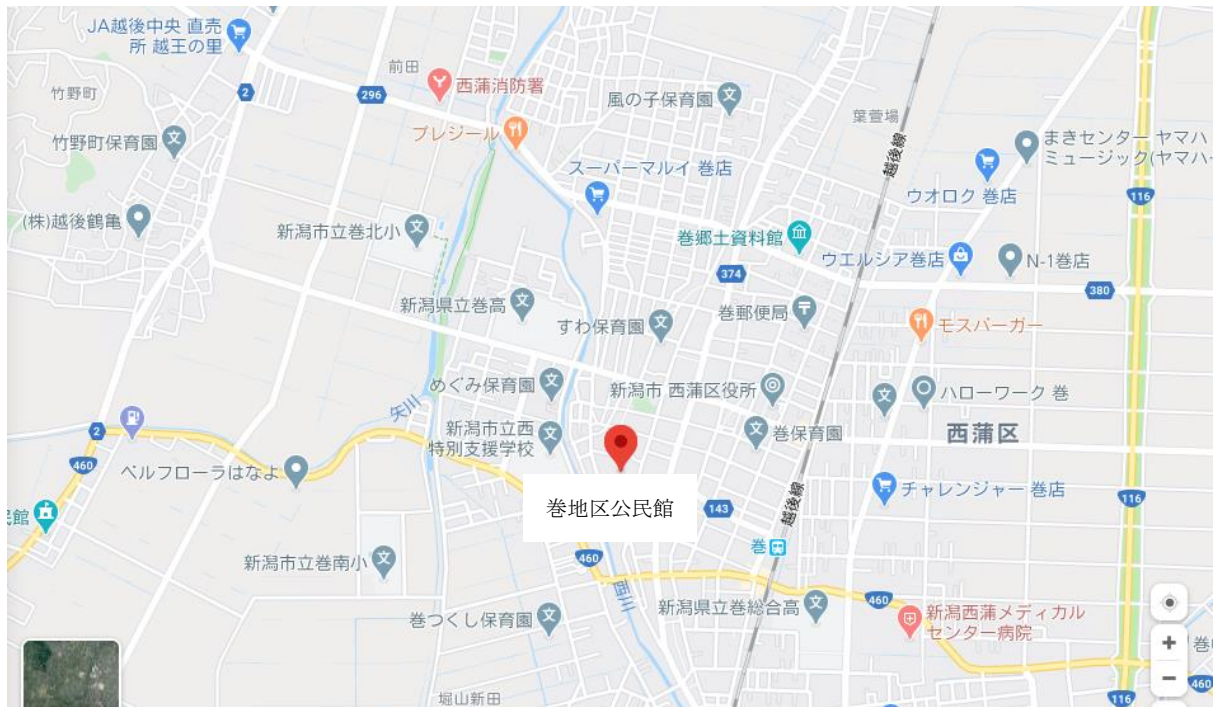 JA越後中央 直売
所 越王の里
前田
西蒲消防署
竹野町
296
2
風の子保育園
葉萱場
竹野町保育園
ブレジール
越後線
まきセンター ヤマハ
ミュージック(ヤマハ·
スーパーマルイ 巻店
ウオロク 巻店
116
(株)越後鶴亀
新潟市立巻北小
巻郷土資料館
ウエルシア巻店
N-1巻店
374
380
新潟県立巻高
すわ保育園
巻郵便局
モスバーガー
めぐみ保育園
新潟市 西蒲区役所
ハローワーク 巻
矢川
新潟市立西
特別支援学校
巻保育園
西蒲区
2
460
ベルフローラはなよ
チャレンジャー 巻店
116
民館
巻地区公民館
143
越後線
巻
新潟市立巻南小
460
西川
新潟県立巻総合高
460
新潟西蒲メディカル
センター病院
巻つくし保育園
+
巻
−
460
堀山新田
116